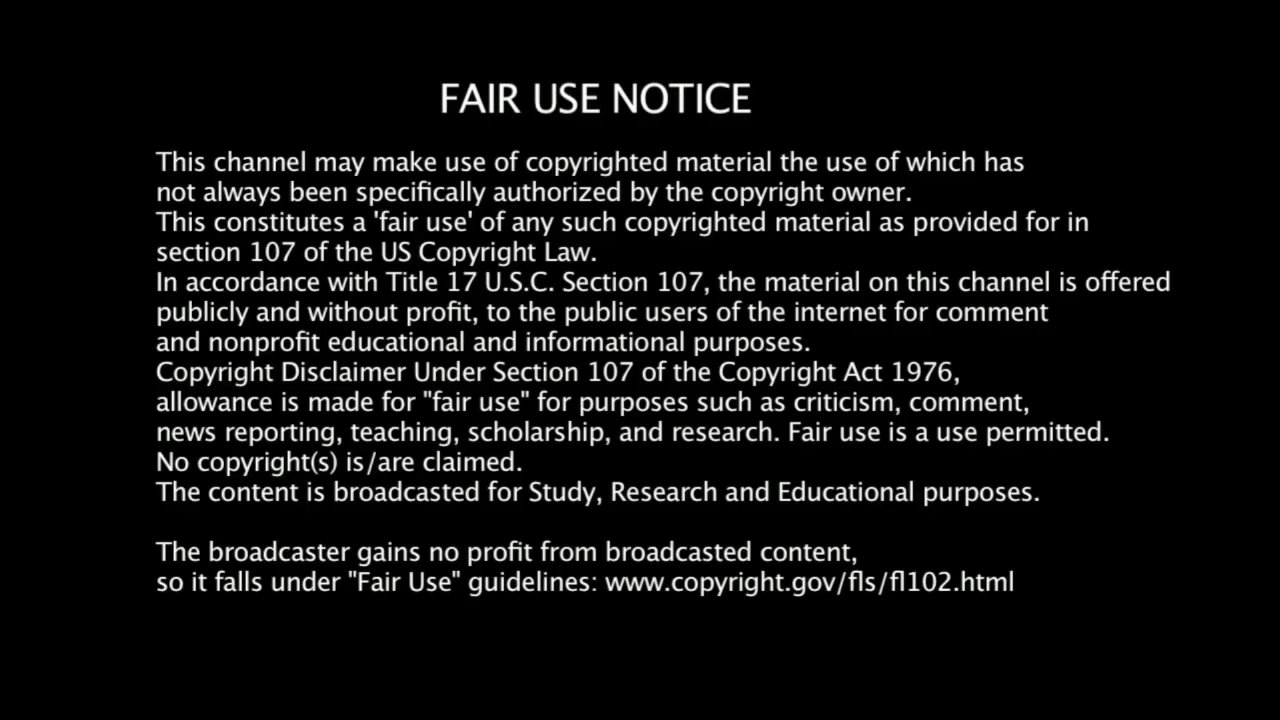 FAIR USE NOTICE
This channel may make use of copyrighted material the use of which has
not always been specifically authorized by the copyright owner.
This constitutes a 'fair use' of any such copyrighted material as provided for in
section 107 of the US Copyright Law.
In accordance with Title 17 U.S.C. Section 107, the material on this channel is offered
publicly and without profit, to the public users of the internet for comment
and nonprofit educational and informational purposes.
Copyright Disclaimer Under Section 107 of the Copyright Act 1976,
allowance is made for "fair use" for purposes such as criticism, comment,
news reporting, teaching, scholarship, and research. Fair use is a use permitted.
No copyright(s) is/are claimed.
The content is broadcasted for Study, Research and Educational purposes.
The broadcaster gains no profit from broadcasted content,
so it falls under "Fair Use" guidelines: www.copyright.gov/fls/fl102.html